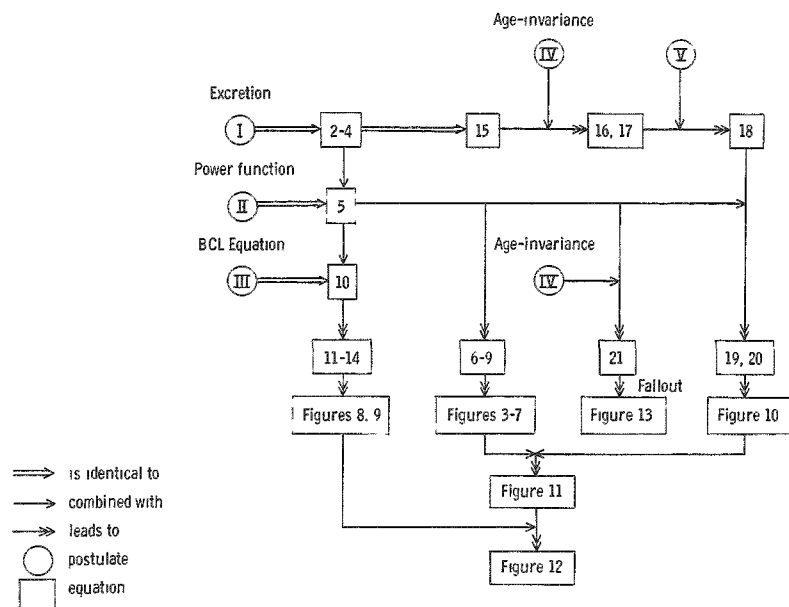 Age-invariance
IV
V
Excretion
I
2-4
15
16, 17
18
Power function
II
5
BCL Equation
Age-invariance
III
10
IV
11-14
6-9
21
19, 20
Fallout
Figures 8. 9
Figures 3-7
Figure 13
Figure 10
is identical to
combined with
Figure 11
leads to
postulate
Figure 12
equation